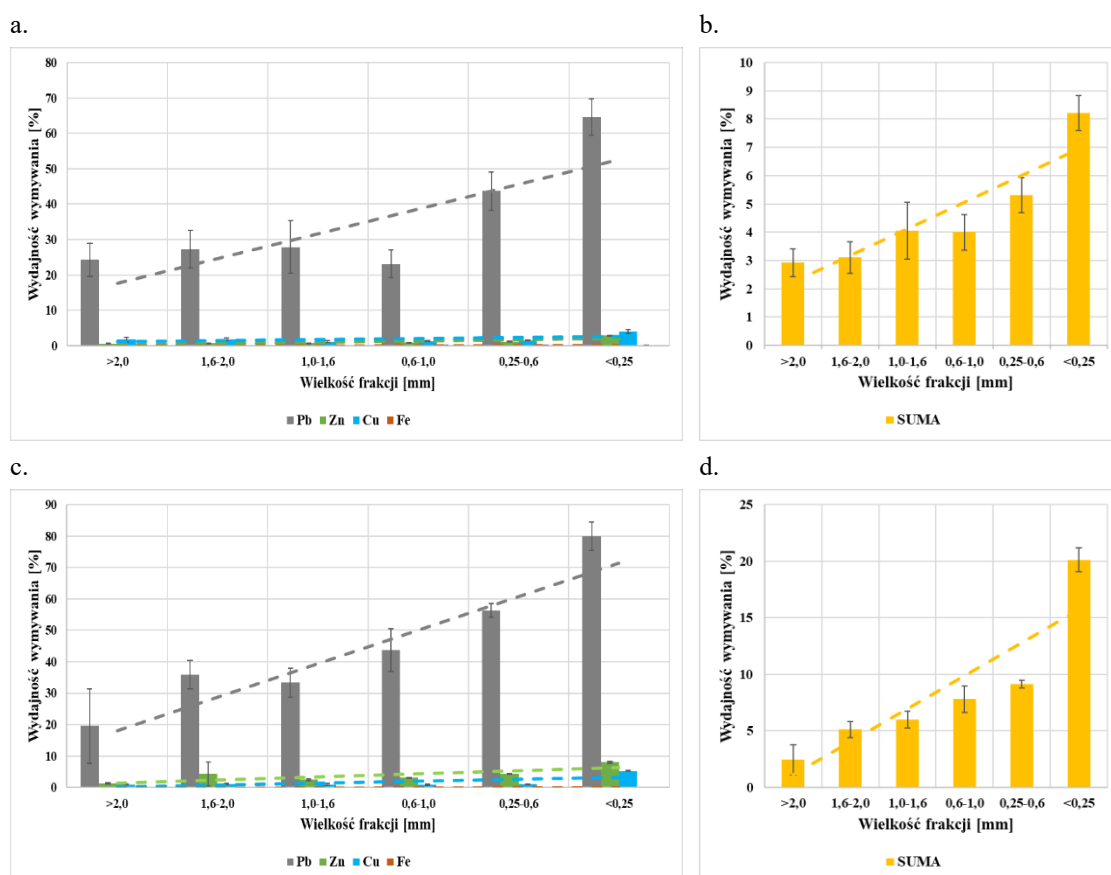 a.
Wydajność wymywania [%]
80
70
60
50
40
30
20
10
0
>2,0 1,6-2,0 1,0-1,6 0,6-1,0 0,25-0,6 <0,25
Wielkość frakcji [mm]
Pb Zn Cu Fe
b.
Wydajność wymywania [%]
10
9
8
7
6
5
4
3
2
1
0
>2,0 1,6-2,0 1,0-1,6 0,6-1,0 0,25-0,6 <0,25
Wielkość frakcji [mm]
SUMA
c.
Wydajność wymywania [%]
90
80
70
60
50
40
30
20
10
0
>2,0 1,6-2,0 1,0-1,6 0,6-1,0 0,25-0,6 <0,25
Wielkość frakcji [mm]
Pb Zn Cu Fe
d.
Wydajność wymywania [%]
25
20
15
10
5
0
>2,0 1,6-2,0 1,0-1,6 0,6-1,0 0,25-0,6 <0,25
Wielkość frakcji [mm]
SUMA